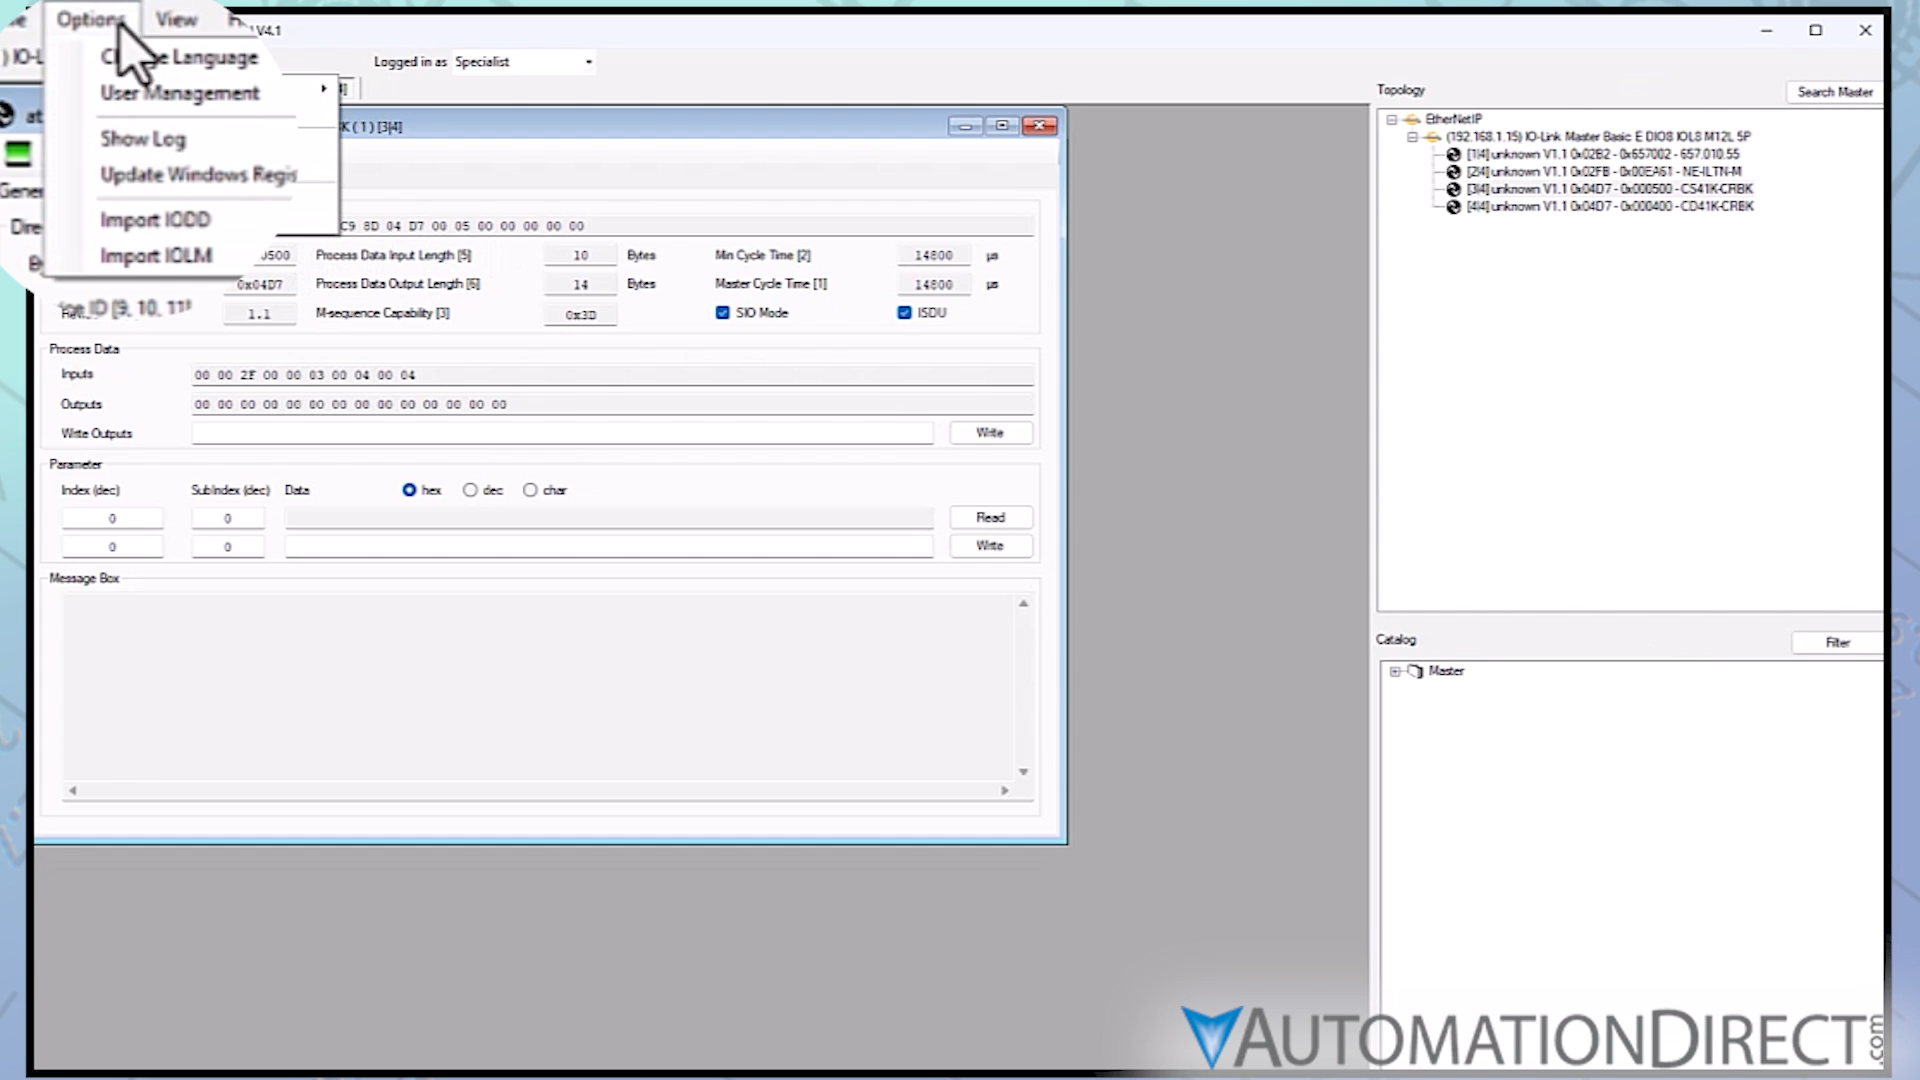 Options View
V4.1
Language
User Management
Show Log
Update Windows Regis
Import IODD
Import IOLM
Logged in as Specialist
(1) [3|4]
C9 8D 04 D7 00 05 00 00 00 00 00
Process Data Input Length [5] 10 Bytes Min Cycle Time [2] 14800 µs
0x04D7 Process Data Output Length [6] 14 Bytes Master Cycle Time [1] 14800 µs
ID [9, 10, 11]
1.1 M-sequence Capability [3] 0x3D SIO Mode ISDU
Process Data
Inputs 00 00 2F 00 00 03 00 04 00 04
Outputs 00 00 00 00 00 00 00 00 00 00 00 00 00 00
Write Outputs Write
Parameter
Index (dec) SubIndex (dec) Data hex dec char
0 0 Read
0 0 Write
Message Box
Topology Search Master
EtherNetIP
(192.168.1.15) IO-Link Master Basic E DIO8 IOL8 M12L 5P
[1|4] unknown V1.1 0x02B2 - 0x657002 - 657.010.55
[2|4] unknown V1.1 0x02FB - 0x00EA61 - NE-ILTN-M
[3|4] unknown V1.1 0x04D7 - 0x000500 - CS41K-CRBK
[4|4] unknown V1.1 0x04D7 - 0x000400 - CD41K-CRBK
Catalog Filter
Master
AUTOMATIONDIRECT.com